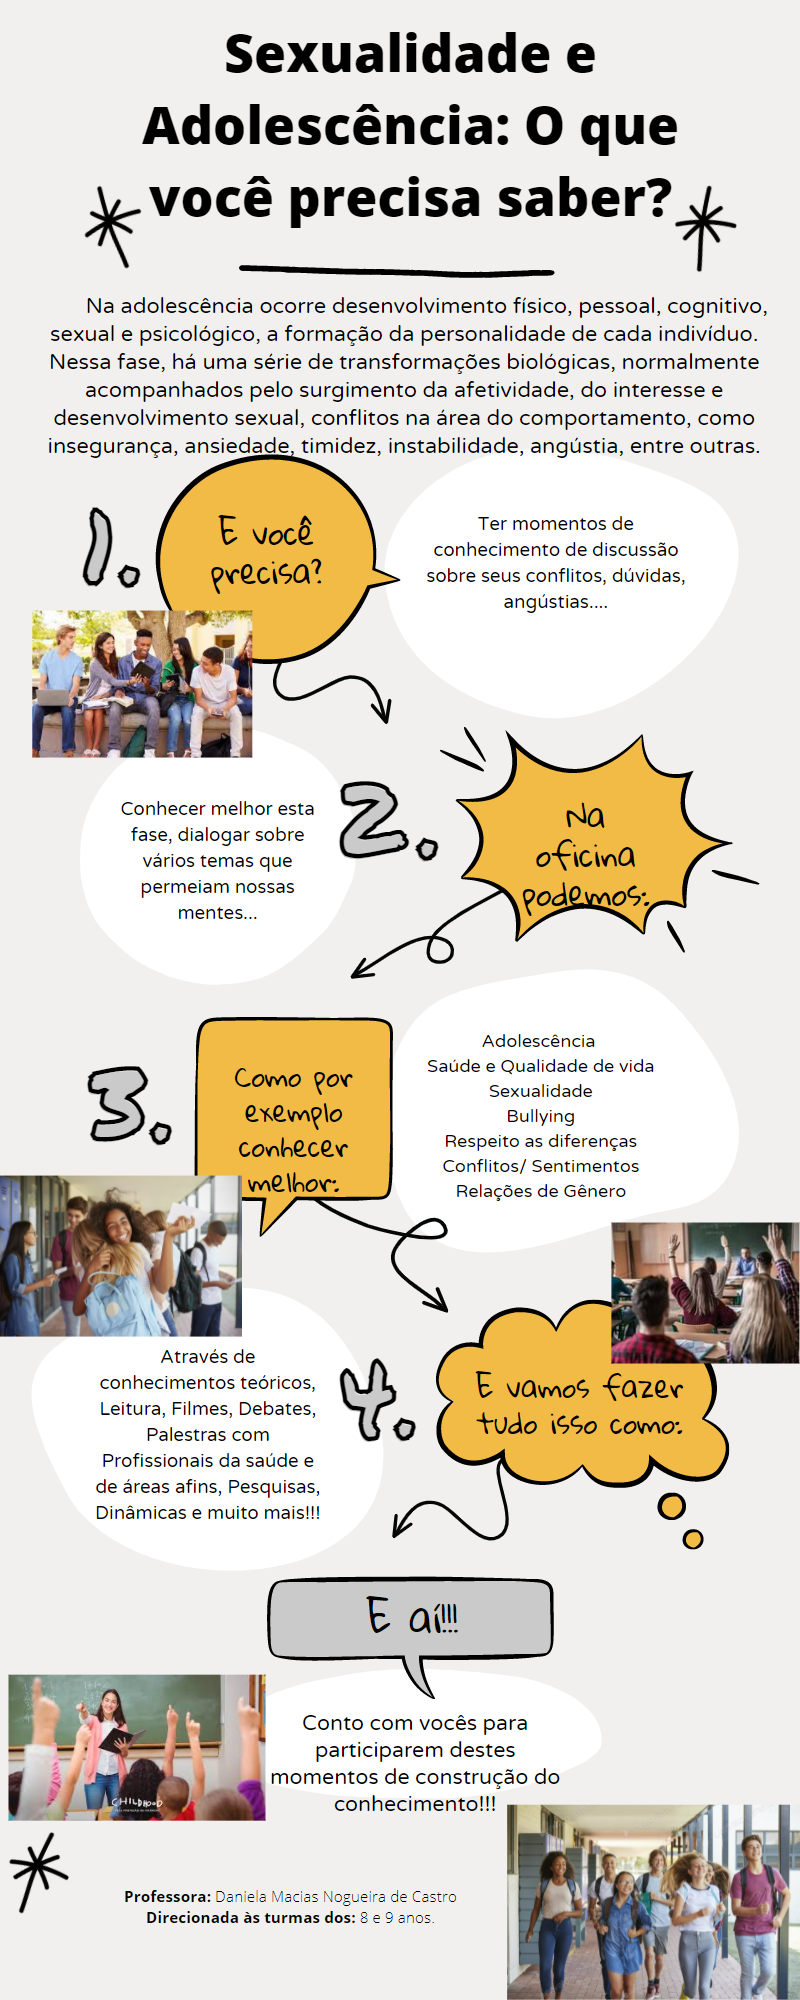 Sexualidade e
Adolescência: O que
você precisa saber?
Na adolescência ocorre desenvolvimento físico, pessoal, cognitivo,
sexual e psicológico, a formação da personalidade de cada indivíduo.
Nessa fase, há uma série de transformações biológicas, normalmente
acompanhados pelo surgimento da afetividade, do interesse e
desenvolvimento sexual, conflitos na área do comportamento, como
insegurança, ansiedade, timidez, instabilidade, angústia, entre outras.
1.
E você
precisa?
Ter momentos de
conhecimento de discussão
sobre seus conflitos, dúvidas,
angústias....
2.
Na
oficina
podemos:
Conhecer melhor esta
fase, dialogar sobre
vários temas que
permeiam nossas
mentes...
3.
Como por
exemplo
conhecer
melhor:
Adolescência
Saúde e Qualidade de vida
Sexualidade
Bullying
Respeito as diferenças
Conflitos/ Sentimentos
Relações de Gênero
4.
E vamos fazer
tudo isso como:
Através de
conhecimentos teóricos,
Leitura, Filmes, Debates,
Palestras com
Profissionais da saúde e
de áreas afins, Pesquisas,
Dinâmicas e muito mais!!!
E aí!!!
Conto com vocês para
participarem destes
momentos de construção do
conhecimento!!!
CHILDHOOD
Professora: Daniela Macias Nogueira de Castro
Direcionada às turmas dos: 8 e 9 anos.